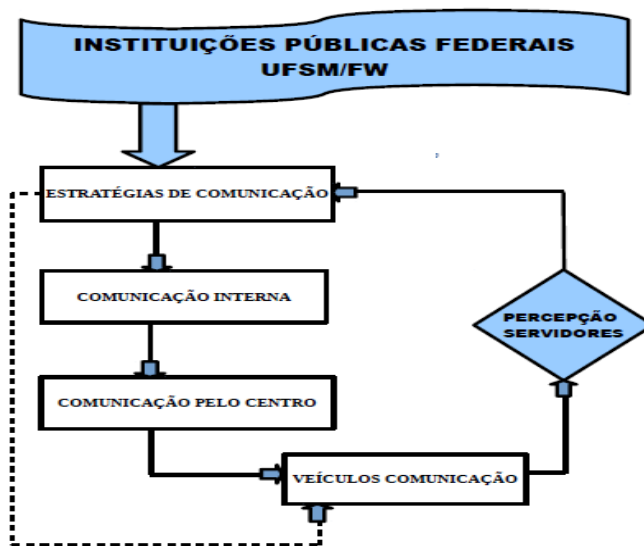 INSTITUIÇÕES PÚBLICAS FEDERAIS
UFSM/FW
ESTRATÉGIAS DE COMUNICAÇÃO
COMUNICAÇÃO INTERNA
PERCEPÇÃO
SERVIDORES
COMUNICAÇÃO PELO CENTRO
VEÍCULOS COMUNICAÇÃO